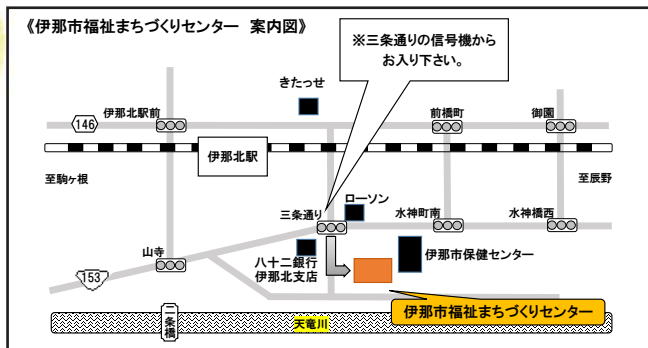 《伊那市福祉まちづくりセンター 案内図》
※三条通りの信号機から
お入り下さい。
きたっせ
伊那北駅前
前橋町
御園
146
伊那北駅
至駒ヶ根
至辰野
ローソン
三条通り
水神町南
水神橋西
山寺
八十二銀行
伊那北支店
伊那市保健センター
153
伊那市福祉まちづくりセンター
二条橋
天竜川